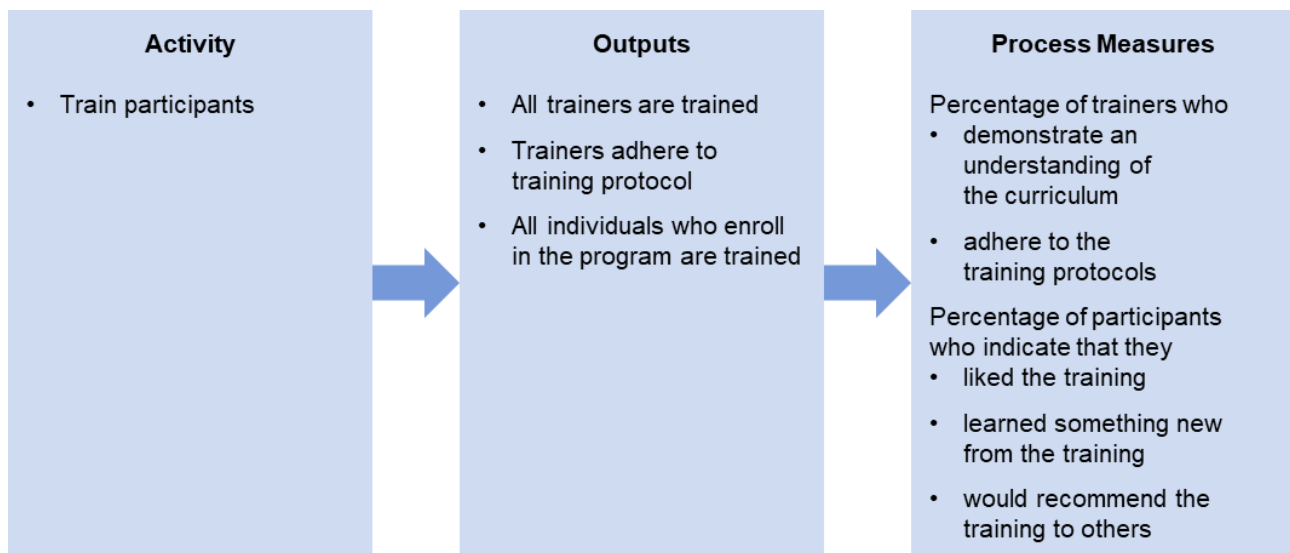 Activity
• Train participants
Outputs
• All trainers are trained
• Trainers adhere to
training protocol
• All individuals who enroll
in the program are trained
Process Measures
Percentage of trainers who
• demonstrate an
understanding of
the curriculum
• adhere to the
training protocols
Percentage of participants
who indicate that they
• liked the training
• learned something new
from the training
• would recommend the
training to others